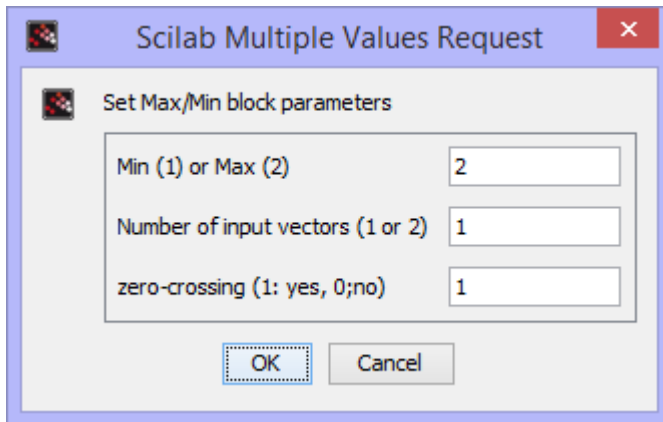 Scilab Multiple Values Request
Set Max/Min block parameters
Min (1) or Max (2) 2
Number of input vectors (1 or 2) 1
zero-crossing (1: yes, 0;no) 1
OK Cancel